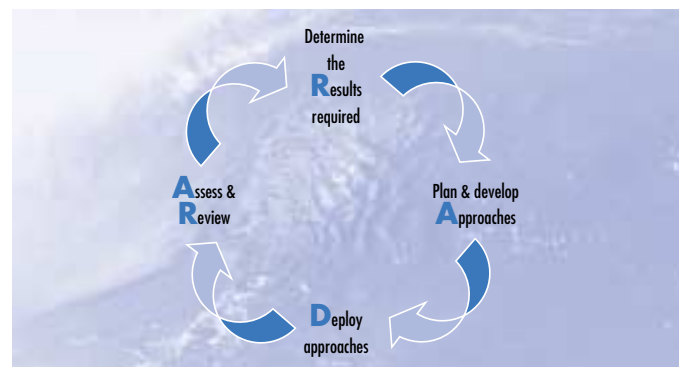 Determine
the
Results
required
Plan & develop
Approaches
Deploy
approaches
Assess &
Review